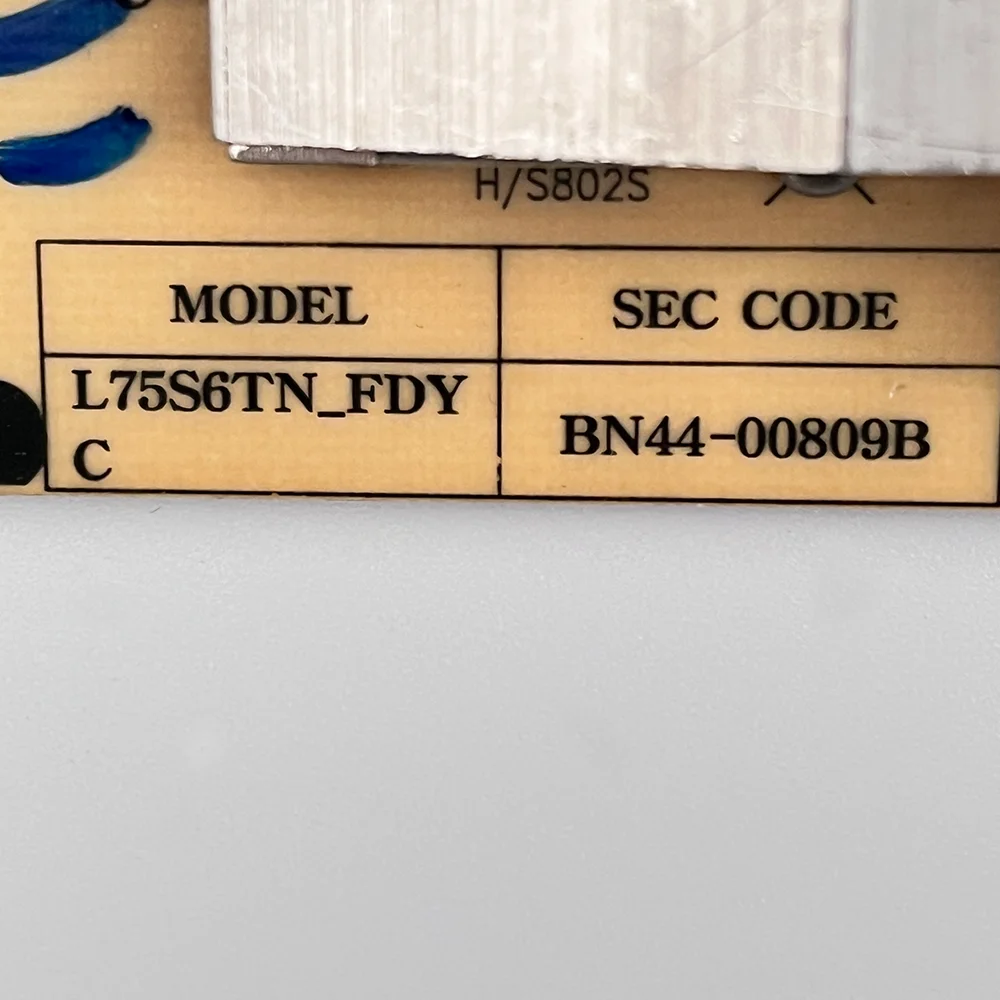 H/S802S
MODEL SEC CODE
L75S6TN_FDY
C
BN44-00809B